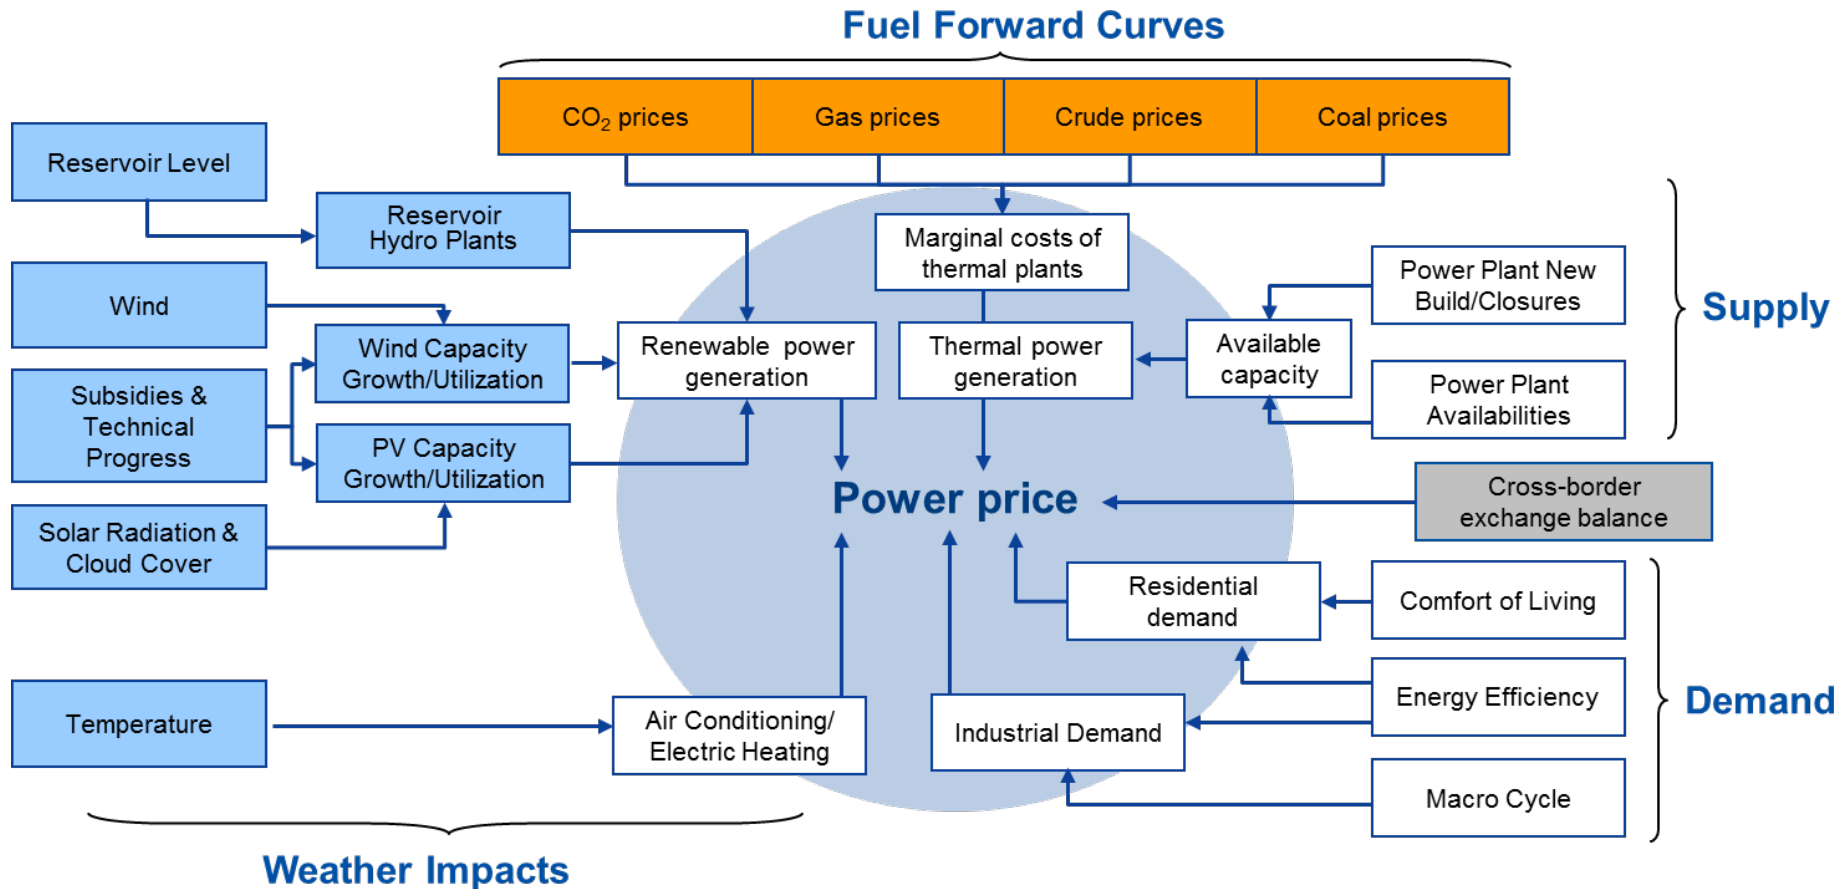 Fuel Forward Curves
CO₂ prices
Gas prices
Crude prices
Coal prices
Reservoir Level
Reservoir
Hydro Plants
Wind
Wind Capacity
Growth/Utilization
Subsidies &
Technical
Progress
PV Capacity
Growth/Utilization
Solar Radiation &
Cloud Cover
Temperature
Weather Impacts
Marginal costs of
thermal plants
Renewable power
generation
Thermal power
generation
Available
capacity
Power Plant New
Build/Closures
Power Plant
Availabilities
Supply
Power price
Cross-border
exchange balance
Residential
demand
Comfort of Living
Energy Efficiency
Air Conditioning/
Electric Heating
Industrial Demand
Macro Cycle
Demand